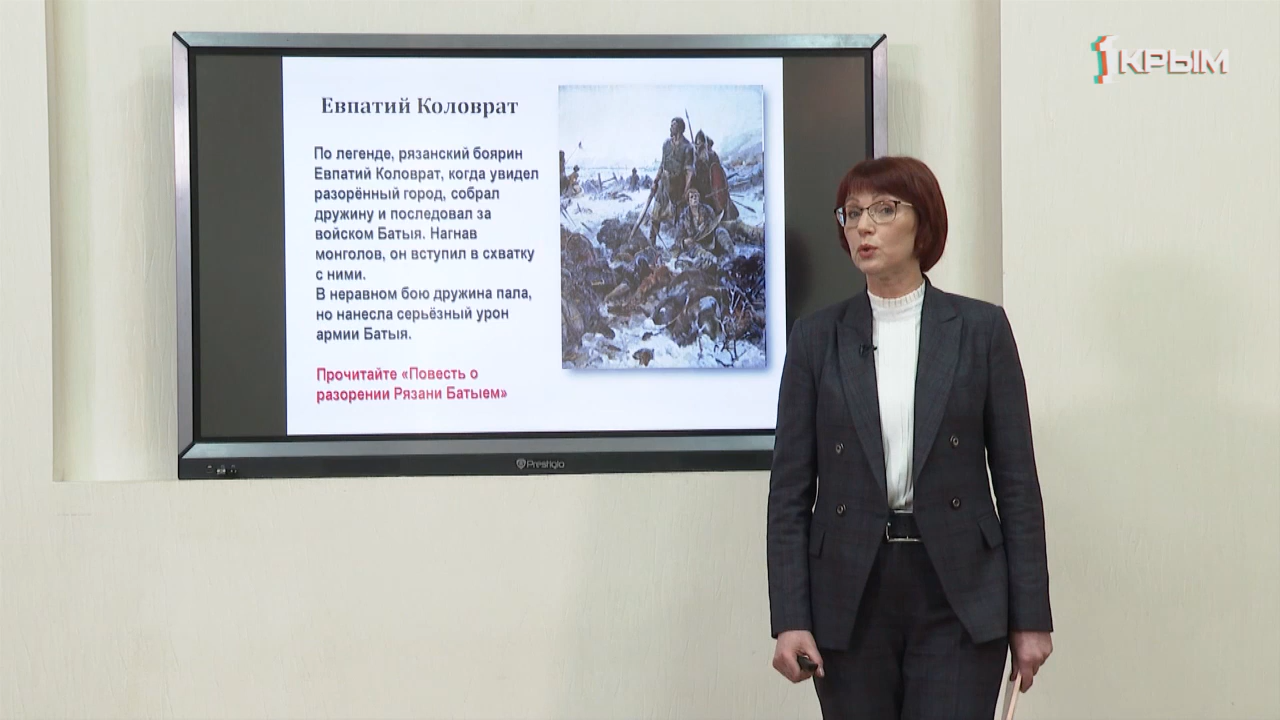 1 КРЫМ
Евпатий Коловрат
По легенде, рязанский боярин
Евпатий Коловрат, когда увидел
разорённый город, собрал
дружину и последовал за
войском Батыя. Нагнав
монголов, он вступил в схватку
с ними.
В неравном бою дружина пала,
но нанесла серьёзный урон
армии Батыя.
Прочитайте «Повесть о
разорении Рязани Батыем»
Prestigio